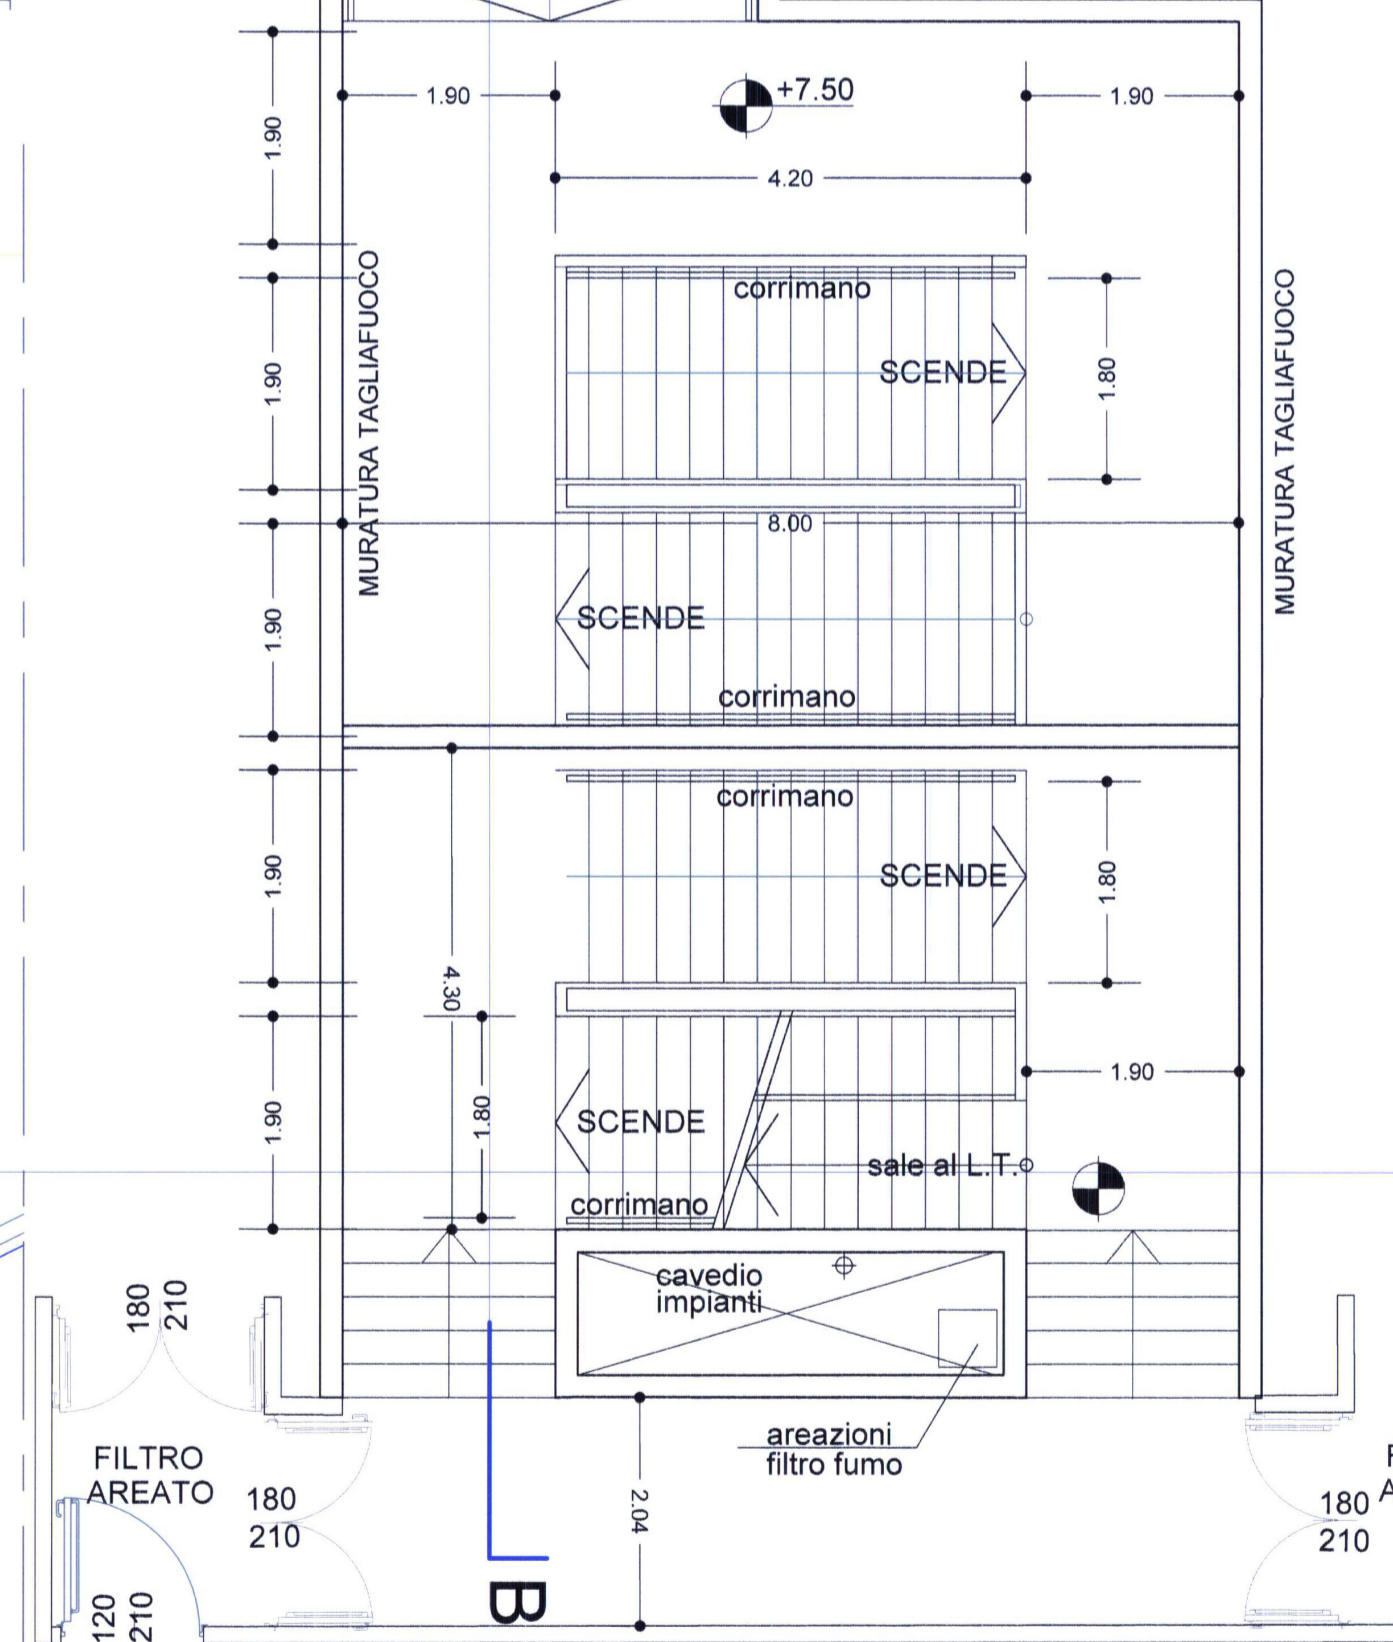 +7.50
1.90
1.90
1.90
4.20
MURATURA TAGLIAFUOCO
MURATURA TAGLIAFUOCO
corrimano
SCENDE
1.90
1.80
8.00
SCENDE
1.90
corrimano
corrimano
SCENDE
1.90
1.80
4.30
1.90
SCENDE
1.80
1.90
sale al L.T.
corrimano
cavedio
impianti
180
210
areazioni
filtro fumo
FILTRO
AREATO
180
210
2.04
180
210
B
120
210